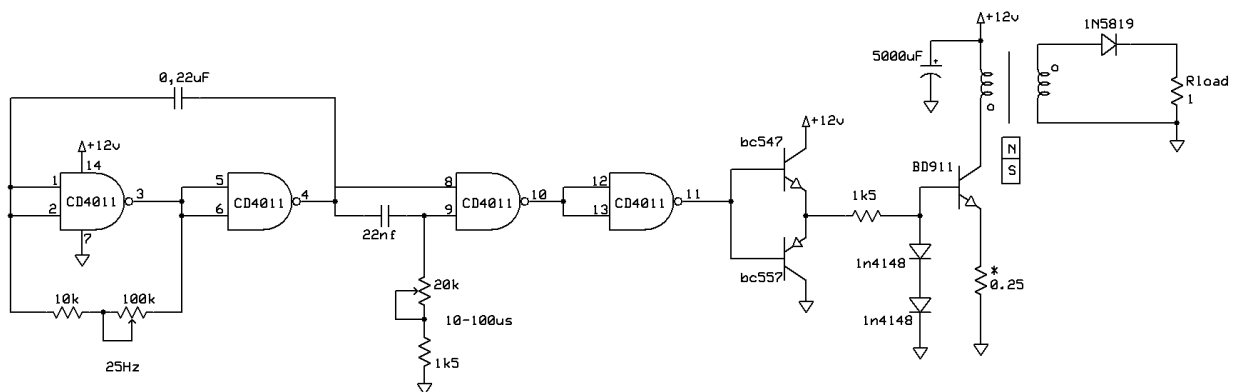 +12v
1N5819
5000uF
+
Rload
1
0,22uF
+12v
bc547
+12v
14
1
2
CD4011
3
7
5
6
CD4011
4
8
9
CD4011
10
12
13
CD4011
11
22nf
N
S
BD911
1k5
bc557
1n4148
1n4148
*
0.25
10k
100k
25Hz
20k
10-100us
1k5